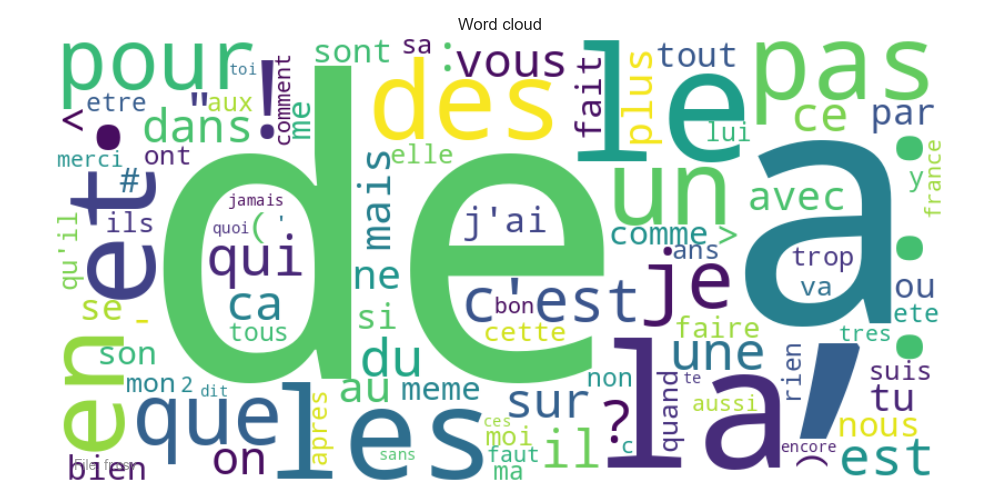 Word cloud
pour
toi
!
comment
me
sont
sa
:
vous
des
le
fait
plus
tout
pas
ce
par
lui
<
etre
"
aux
dans
.
merci
ont
#
et
ils
qu'il
se
-
en
son
mon
2
dit
que
bien
on
de
jamais
quoi
(
'
qui
ca
tous
mais
elle
ne
si
du
au
meme
j'ai
c'est
bon
cette
un
comme
>
ans
je
avec
a
trop
va
:
y
france
ou
ete
tres
faire
une
suis
tu
nous
est
les
apres
sans
ces
moi
faut
ma
il
sur
non
?
c
la
quand
te
aussi
rien
,
encore
)
.